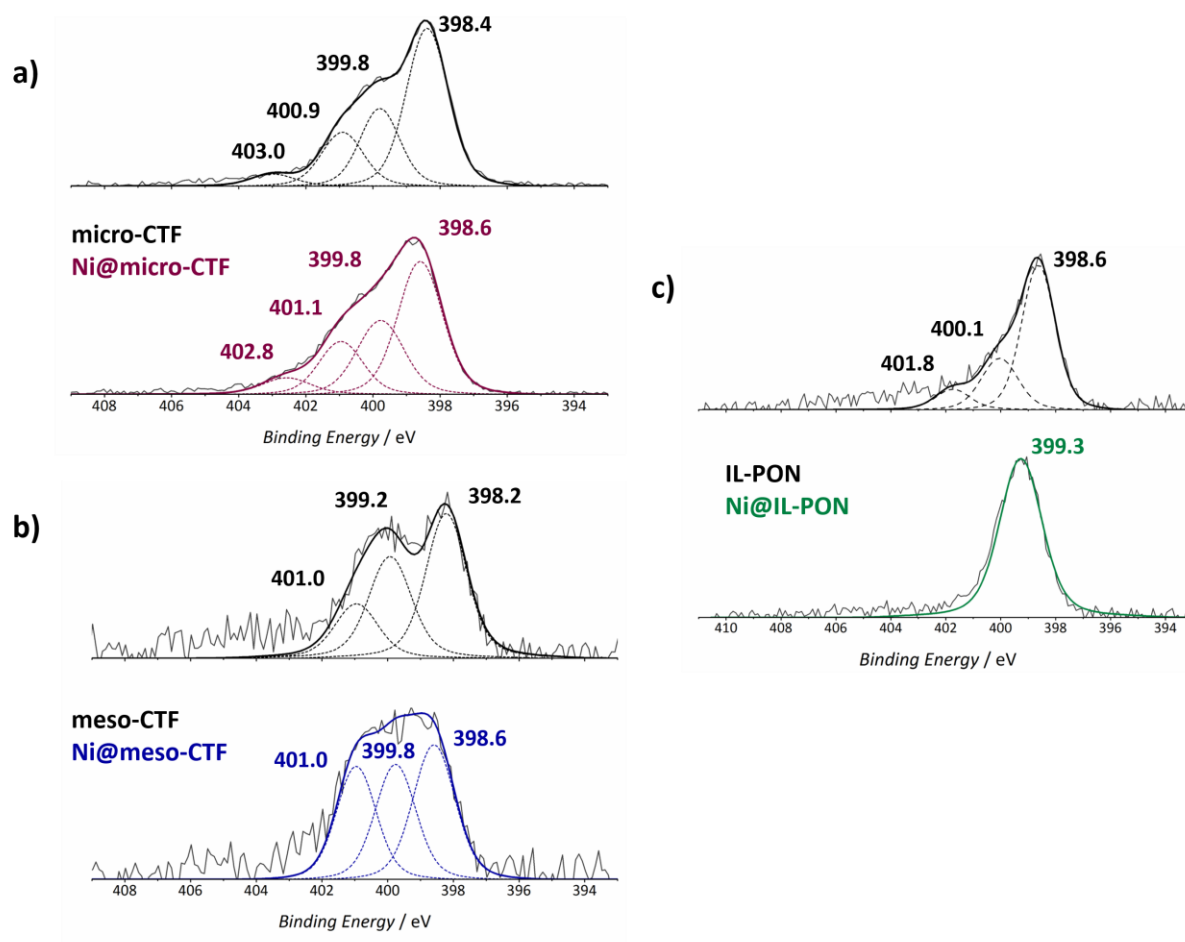 a)
398.4
399.8
400.9
403.0
micro-CTF
Ni@micro-CTF
398.6
399.8
401.1
402.8
408 406 404 402 400 398 396 394
Binding Energy / eV
b)
399.2 398.2
401.0
meso-CTF
Ni@meso-CTF
401.0 399.8 398.6
408 406 404 402 400 398 396 394
Binding Energy / eV
c)
398.6
400.1
401.8
IL-PON
Ni@IL-PON
399.3
410 408 406 404 402 400 398 396 394
Binding Energy / eV